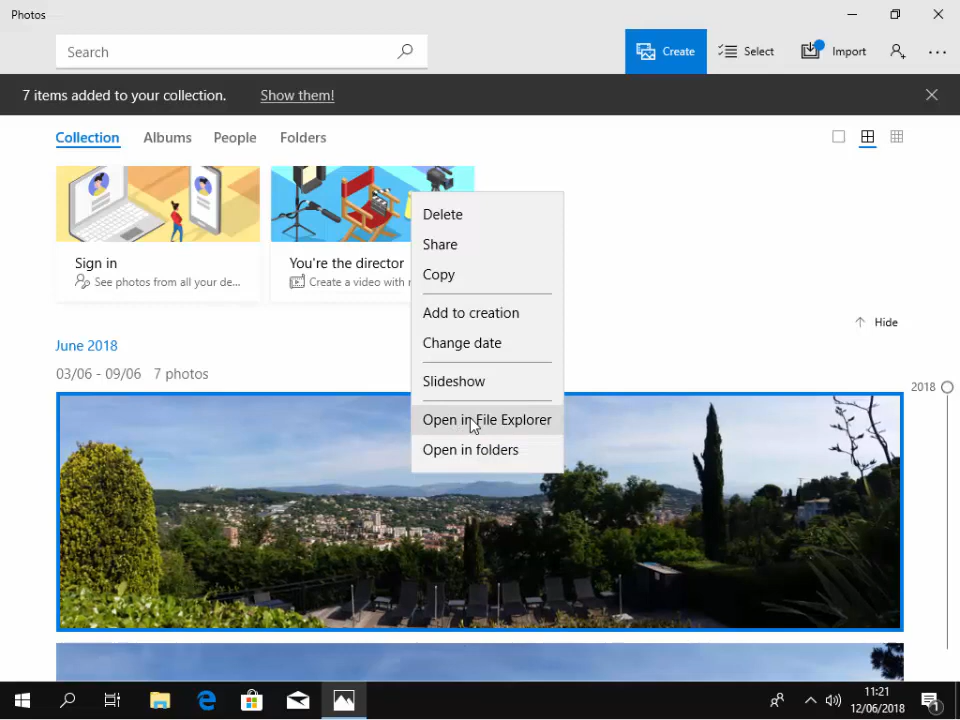 Photos
Search
Create
Select
Import
7 items added to your collection. Show them!
Collection Albums People Folders
Sign in
See photos from all your de...
You're the director
Create a video with
Delete
Share
Copy
Add to creation
Change date
Slideshow
Open in File Explorer
Open in folders
Hide
June 2018
03/06 - 09/06 7 photos
2018
11:21
12/06/2018
1